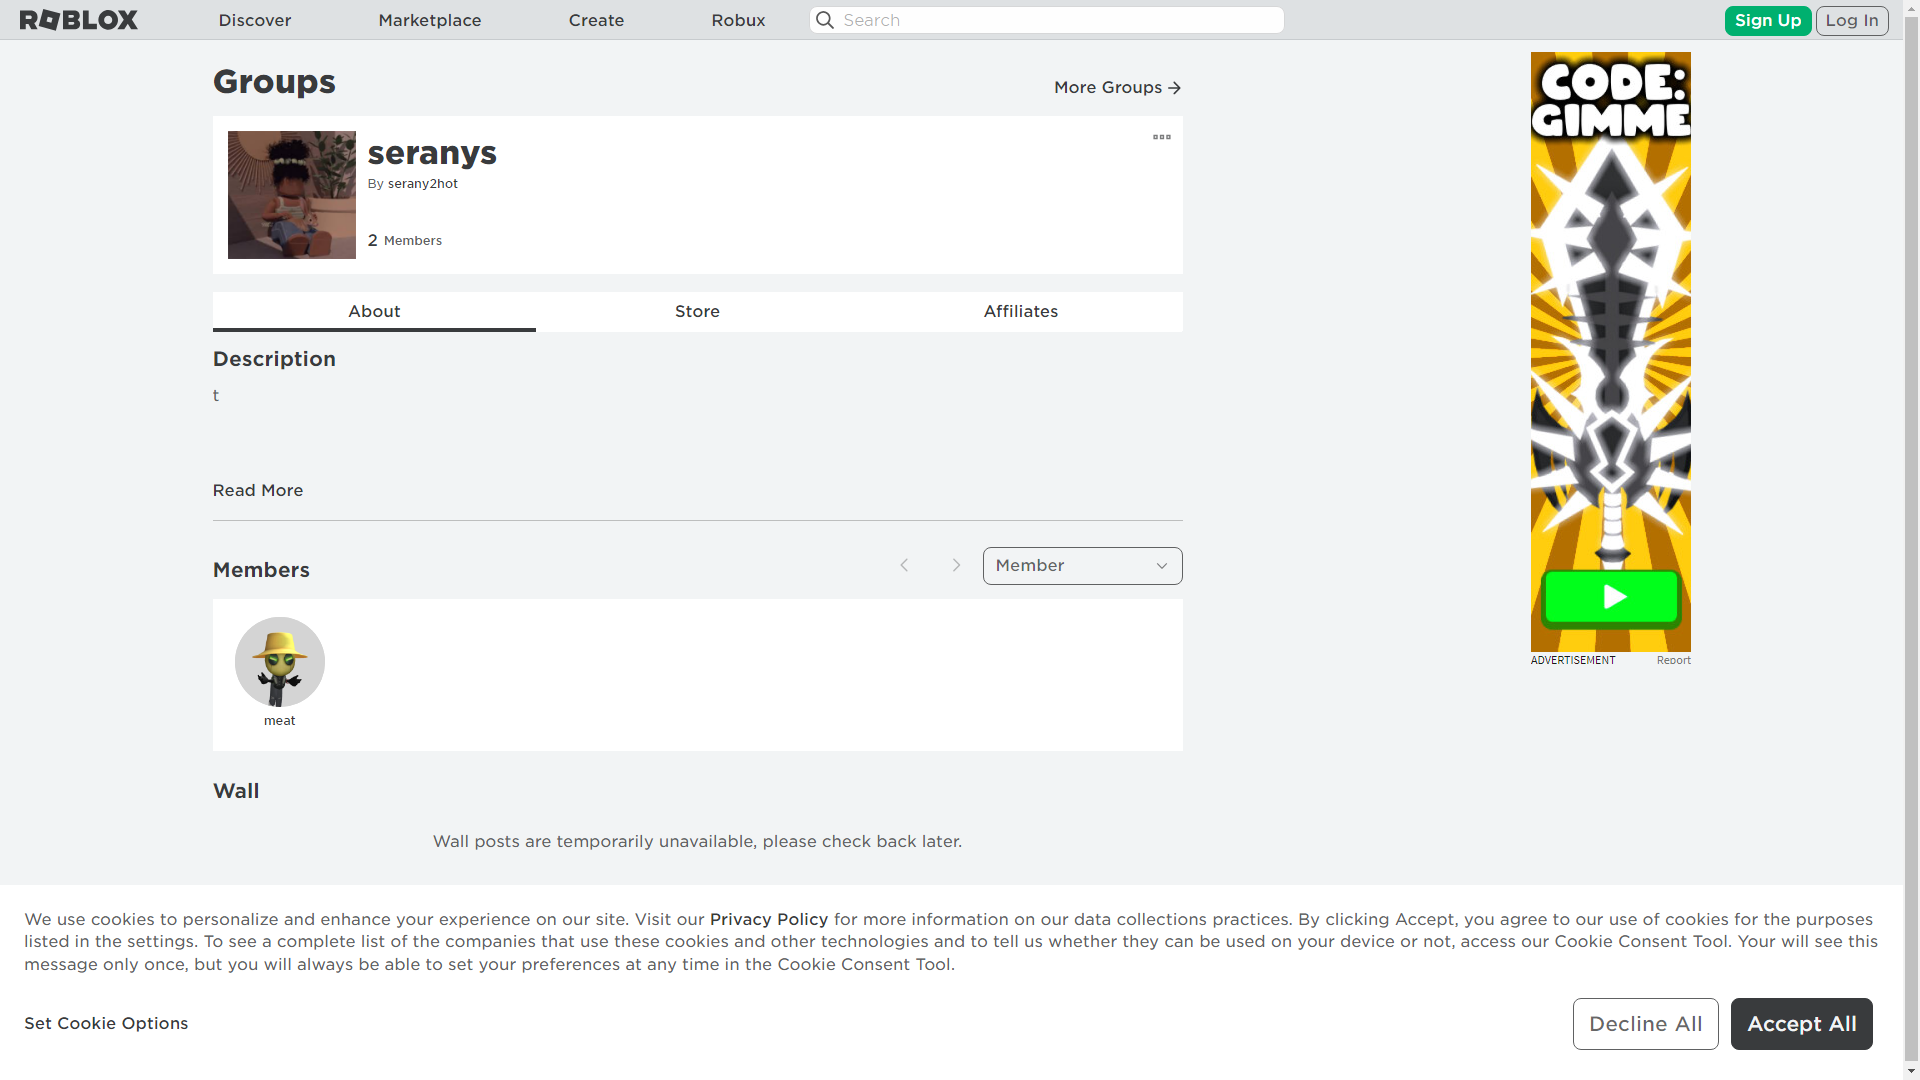 ROBLOX Discover Marketplace Create Robux Search Sign Up Log In
Groups
More Groups
seranys
By serany2hot
2 Members
About Store Affiliates
Description
t
Read More
Members
Member
meat
Wall
Wall posts are temporarily unavailable, please check back later.
CODE:
GIMME
ADVERTISEMENT Report
We use cookies to personalize and enhance your experience on our site. Visit our Privacy Policy for more information on our data collections practices. By clicking Accept, you agree to our use of cookies for the purposes
listed in the settings. To see a complete list of the companies that use these cookies and other technologies and to tell us whether they can be used on your device or not, access our Cookie Consent Tool. Your will see this
message only once, but you will always be able to set your preferences at any time in the Cookie Consent Tool.
Set Cookie Options
Decline All
Accept All